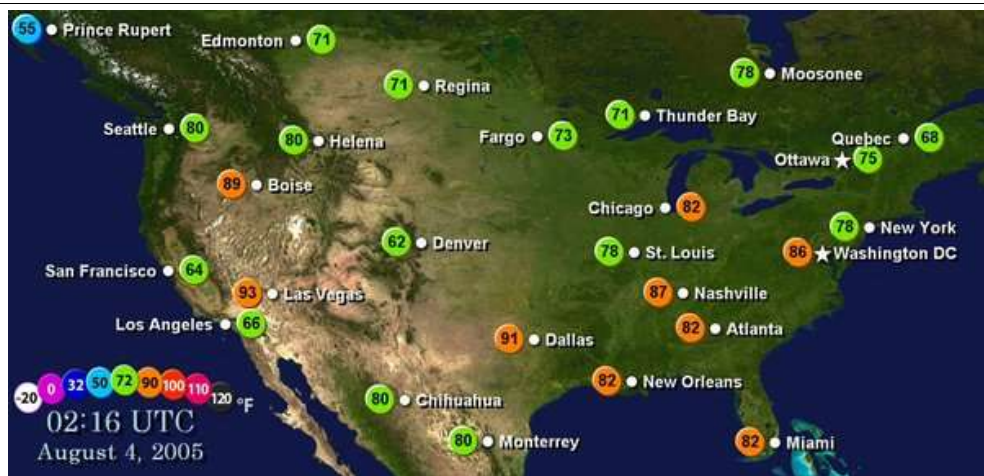 55 Prince Rupert
Edmonton 71
71 Regina
78 Moosonee
71 Thunder Bay
Seattle 80
80 Helena
Fargo 73
Quebec 68
Ottawa 75
89 Boise
Chicago 82
78 New York
62 Denver
78 St. Louis
86 Washington DC
San Francisco 64
93 Las Vegas
87 Nashville
Los Angeles 66
82 Atlanta
91 Dallas
82 New Orleans
80 Chihuahua
80 Monterrey
82 Miami
-20 0 32 50 72 90 100 110 120 °F
02:16 UTC
August 4, 2005